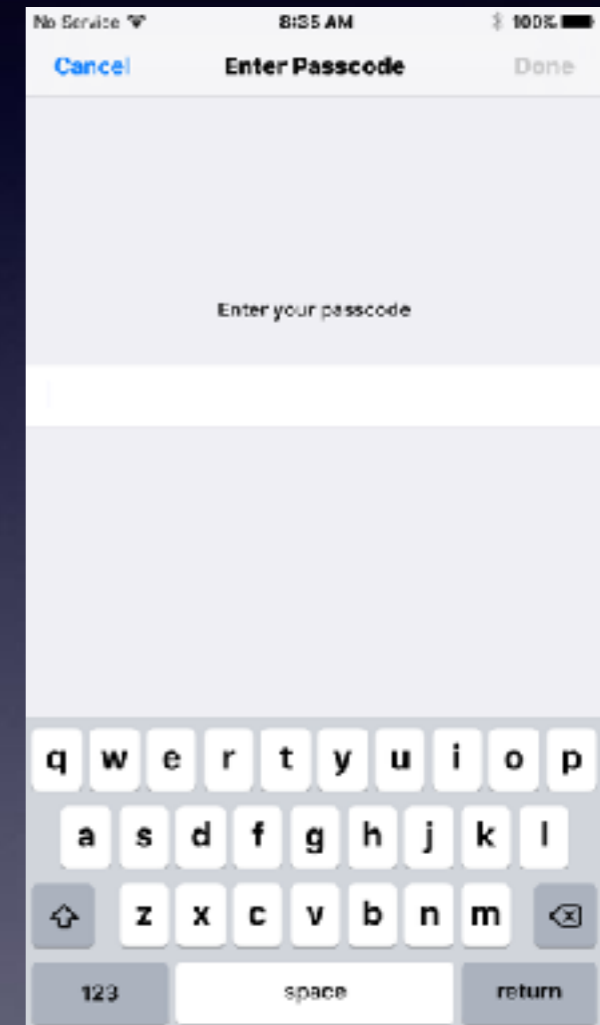 No Service 8:35 AM 100%
Cancel Enter Passcode Done
Enter your passcode
q w e r t y u i o p
a s d f g h j k l
z x c v b n m
123 space return